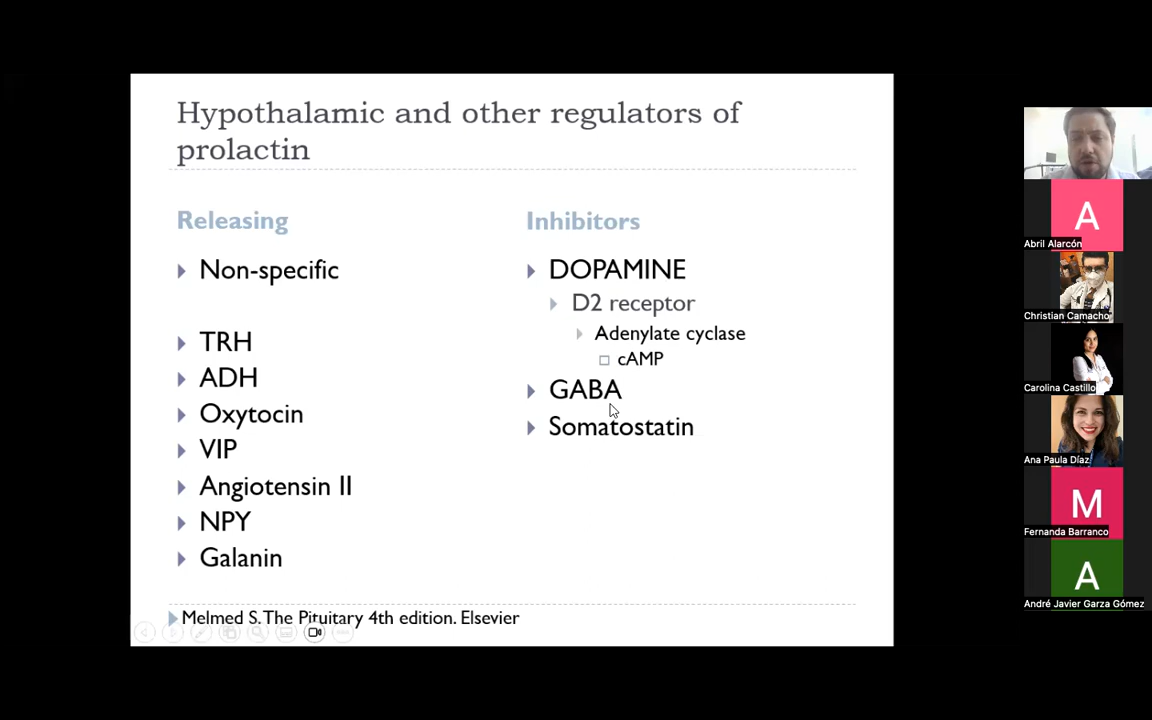 Hypothalamic and other regulators of
prolactin
Releasing
Non-specific
TRH
ADH
Oxytocin
VIP
Angiotensin II
NPY
Galanin
Inhibitors
DOPAMINE
D2 receptor
Adenylate cyclase
cAMP
GABA
Somatostatin
Melmed S. The Pituitary 4th edition. Elsevier
A
Abril Alarcón
Christian Camacho
Carolina Castillo
Ana Paula Díaz
M
Fernanda Barranco
A
André Javier Garza Gómez